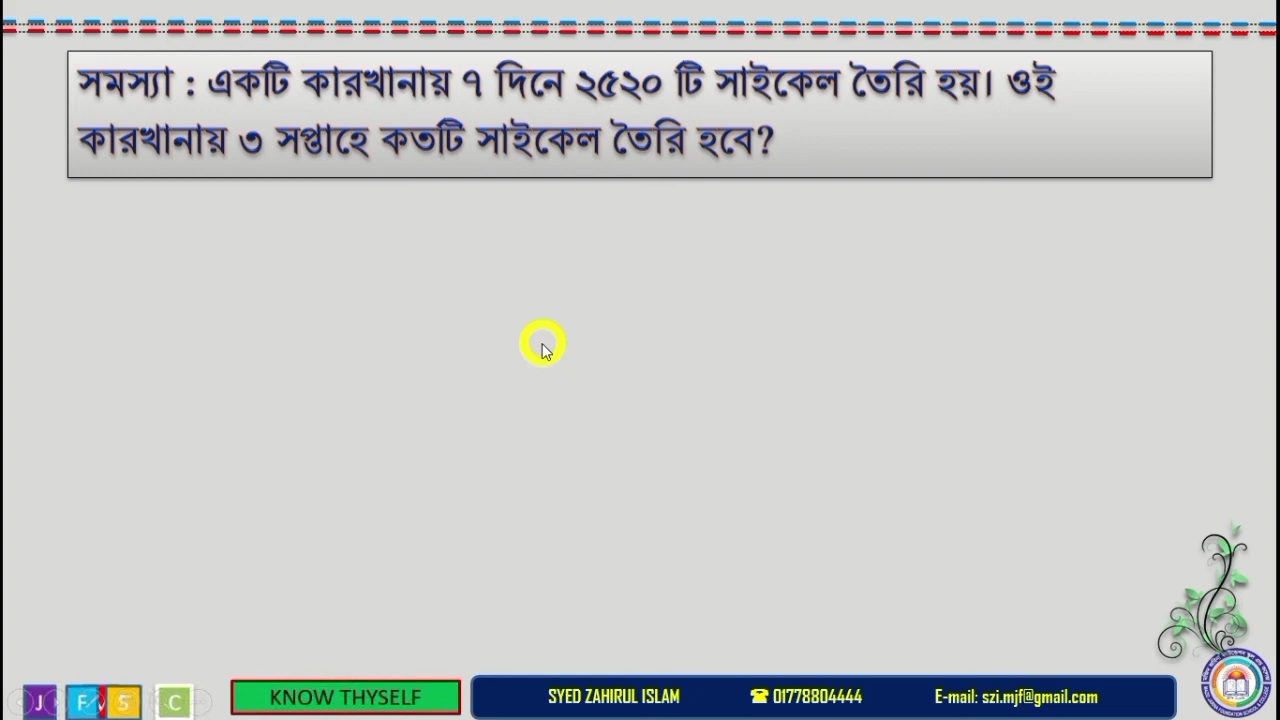 সমস্যা : একটি কারখানায় ৭ দিনে ২৫২০ টি সাইকেল তৈরি হয়। ওই
কারখানায় ৩ সপ্তাহে কতটি সাইকেল তৈরি হবে?
J F 5 C
KNOW THYSELF
SYED ZAHIRUL ISLAM ☎ 01778804444 E-mail: szi.mjf@gmail.com